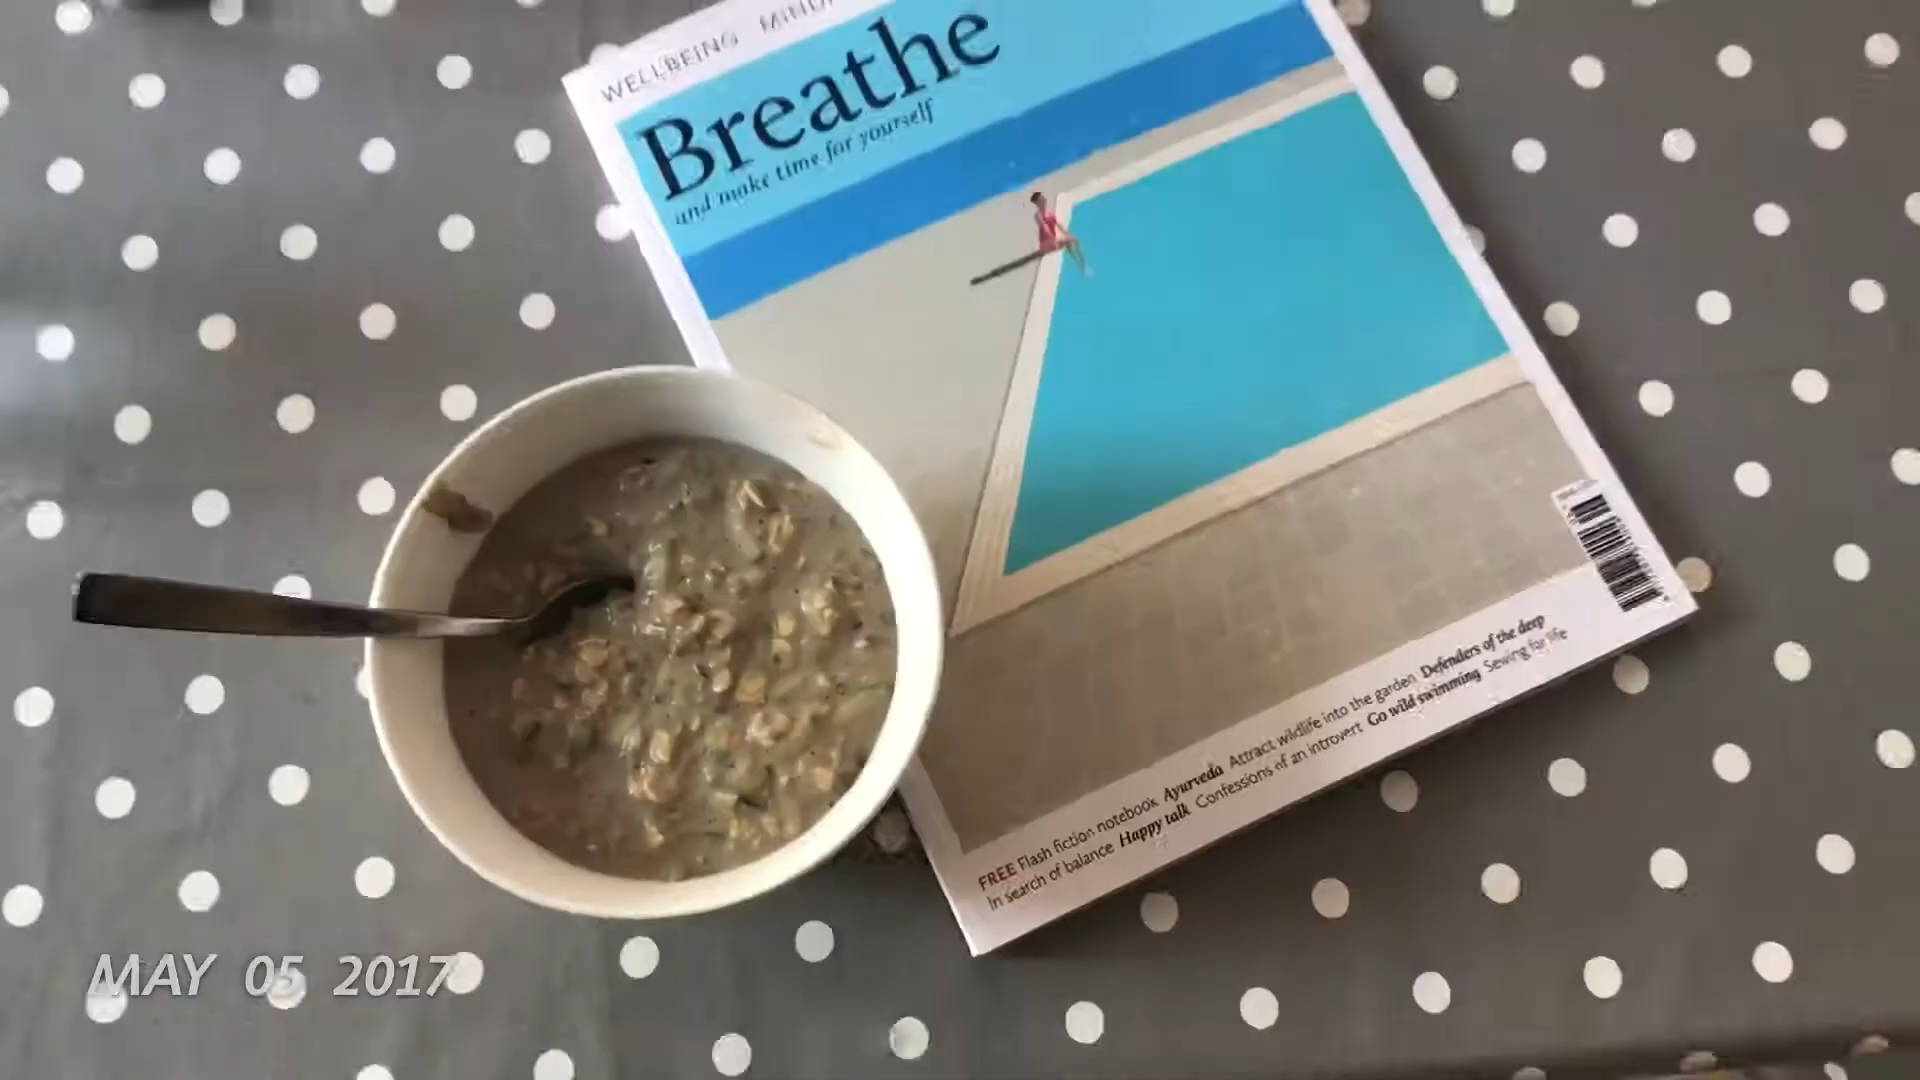 WELLBEING
Breathe
and make time for yourself
FREE Flash fiction notebook Ayurveda Attract wildlife into the garden Defenders of the deep
In search of balance Happy talk Confessions of an introvert Go wild swimming Sewing for life
MAY 05 2017